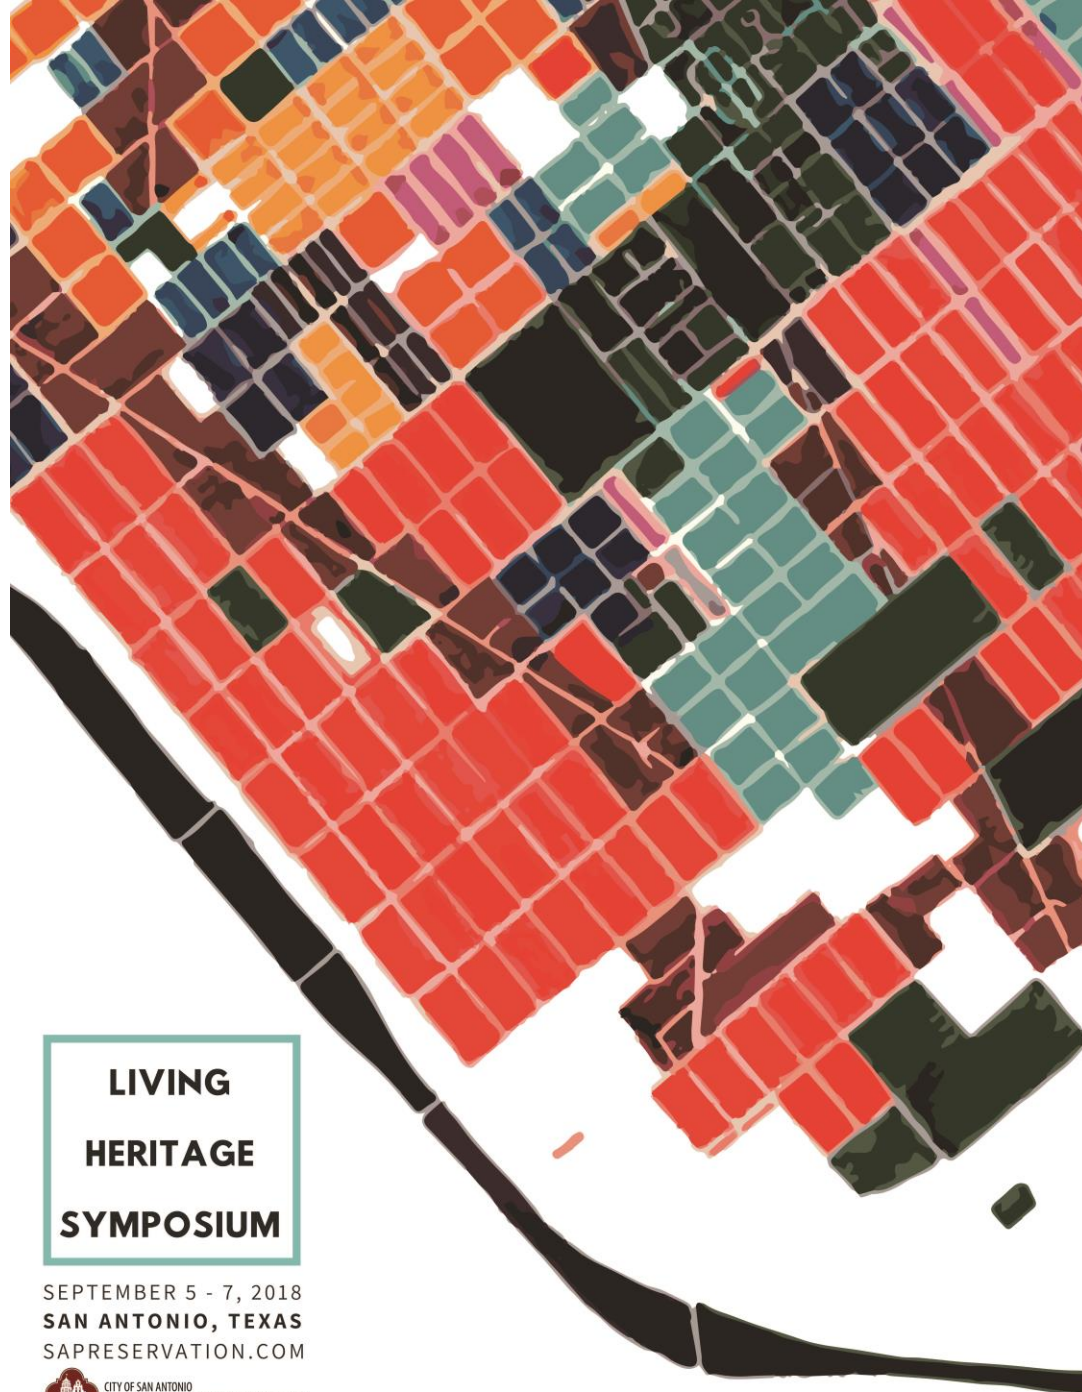 LIVING
HERITAGE
SYMPOSIUM
SEPTEMBER 5 - 7, 2018
SAN ANTONIO, TEXAS
SAPRESERVATION.COM
CITY OF SAN ANTONIO